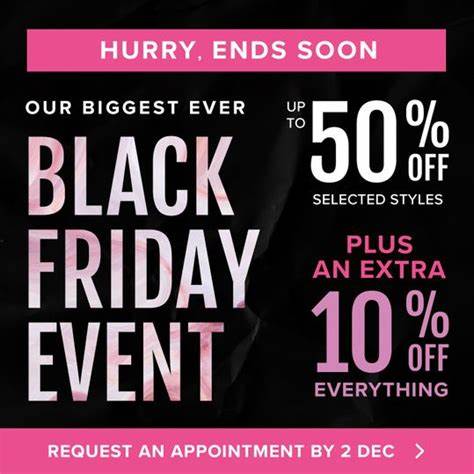 HURRY, ENDS SOON
OUR BIGGEST EVER
BLACK
FRIDAY
EVENT
UP TO 50% OFF
SELECTED STYLES
PLUS
AN EXTRA
10% OFF
EVERYTHING
REQUEST AN APPOINTMENT BY 2 DEC >